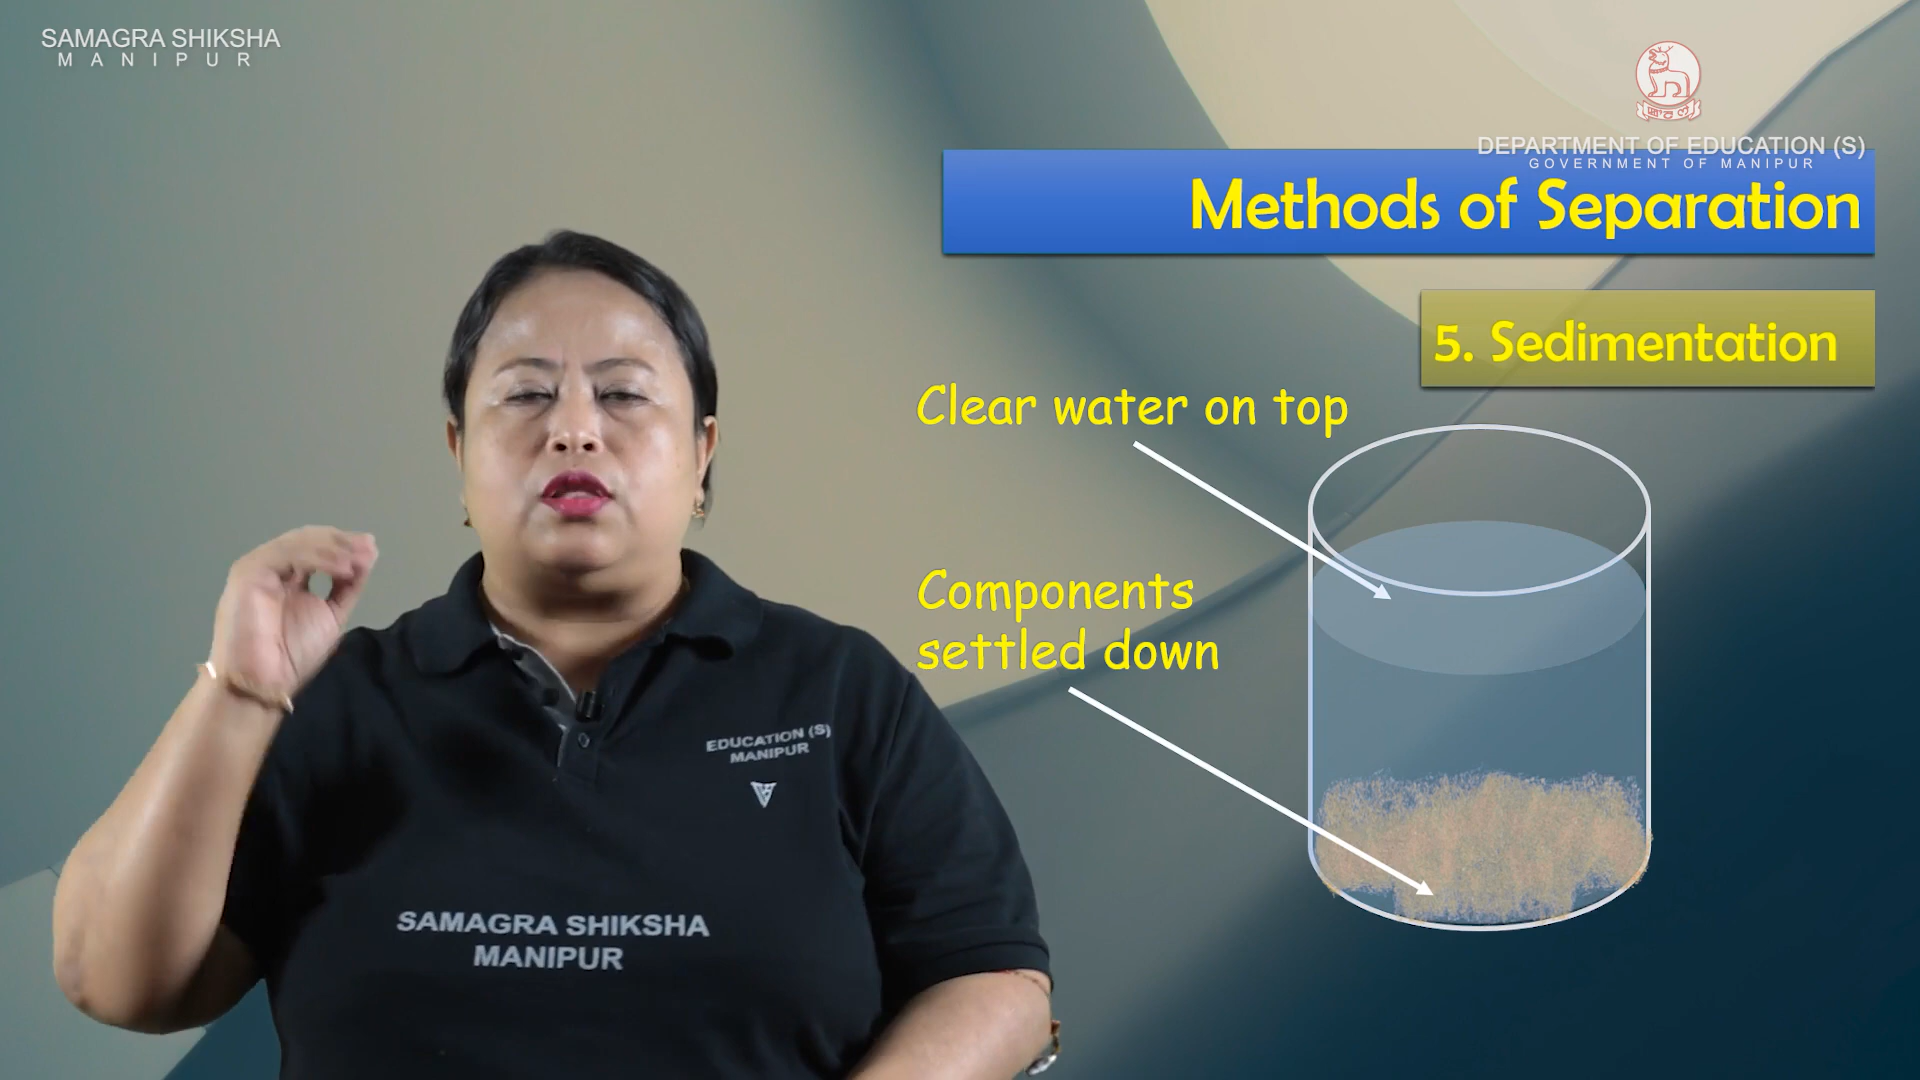 SAMAGRA SHIKSHA
MANIPUR
DEPARTMENT OF EDUCATION (S)
GOVERNMENT OF MANIPUR
Methods of Separation
5. Sedimentation
Clear water on top
Components
settled down
EDUCATION (S)
MANIPUR
SAMAGRA SHIKSHA
MANIPUR